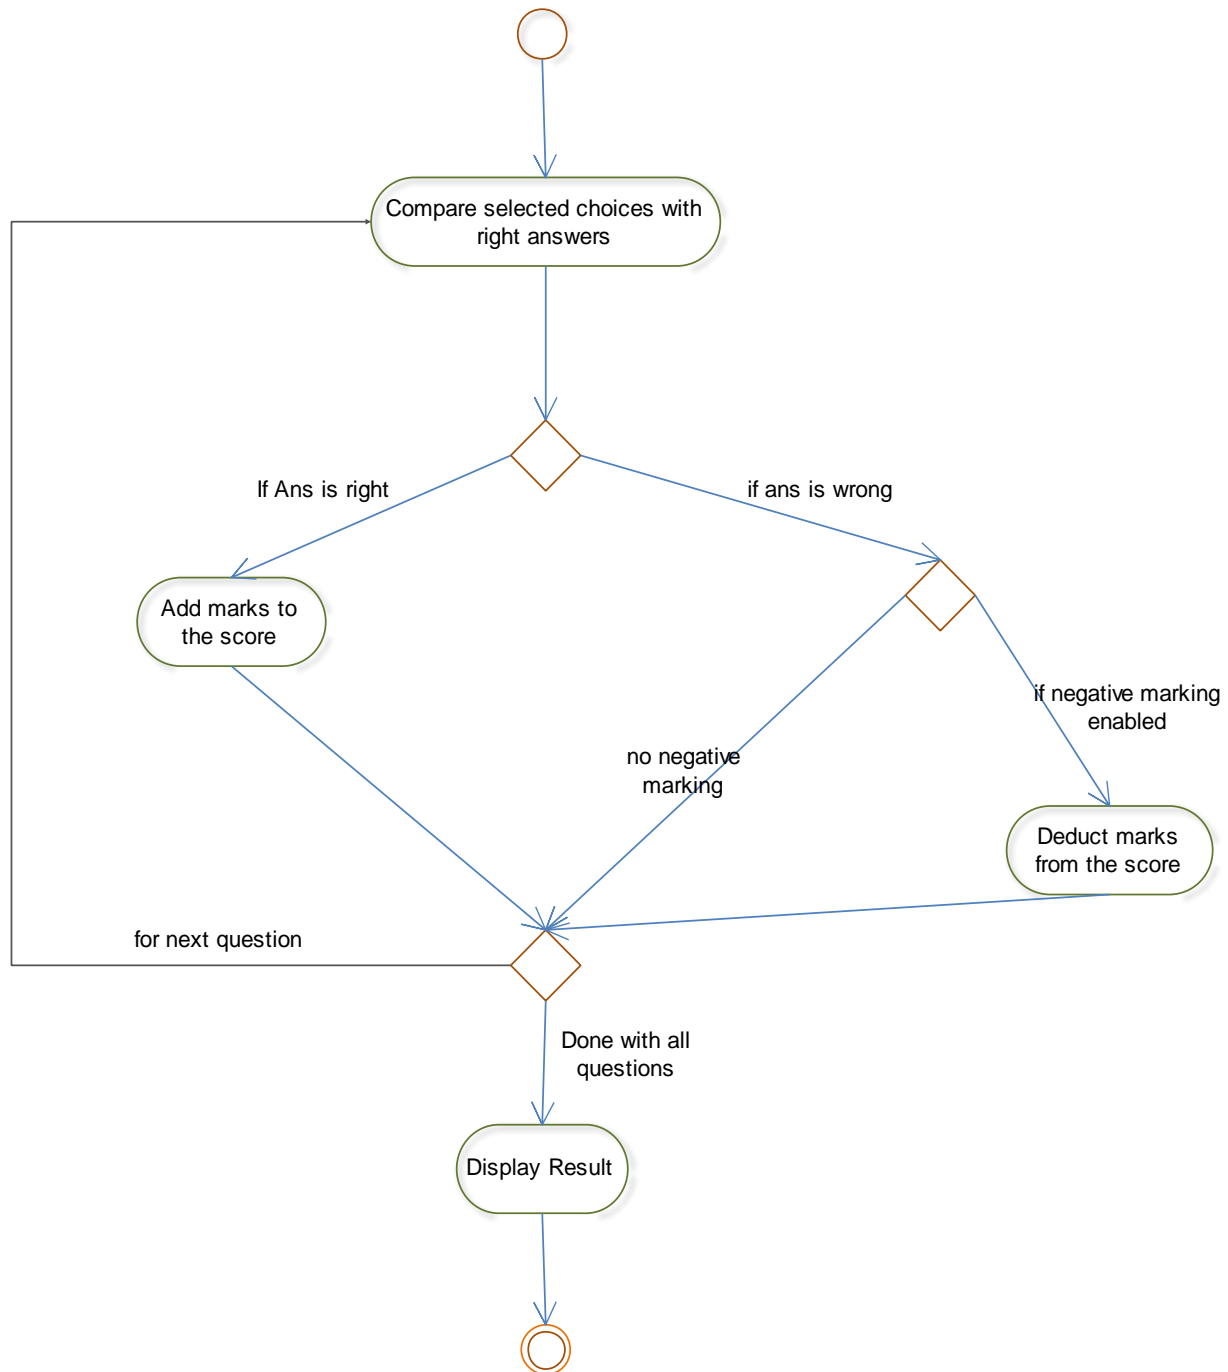 Compare selected choices with
right answers
If Ans is right
if ans is wrong
Add marks to
the score
if negative marking
enabled
no negative
marking
Deduct marks
from the score
for next question
Done with all
questions
Display Result